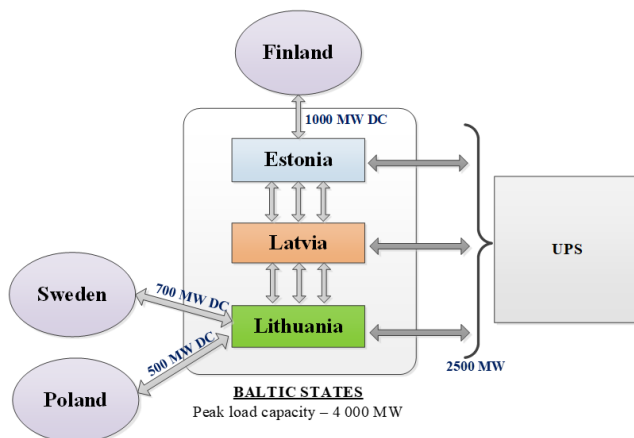 Finland
1000 MW DC
Estonia
Latvia
UPS
Sweden
700 MW DC
Lithuania
500 MW DC
2500 MW
Poland
BALTIC STATES
Peak load capacity – 4 000 MW